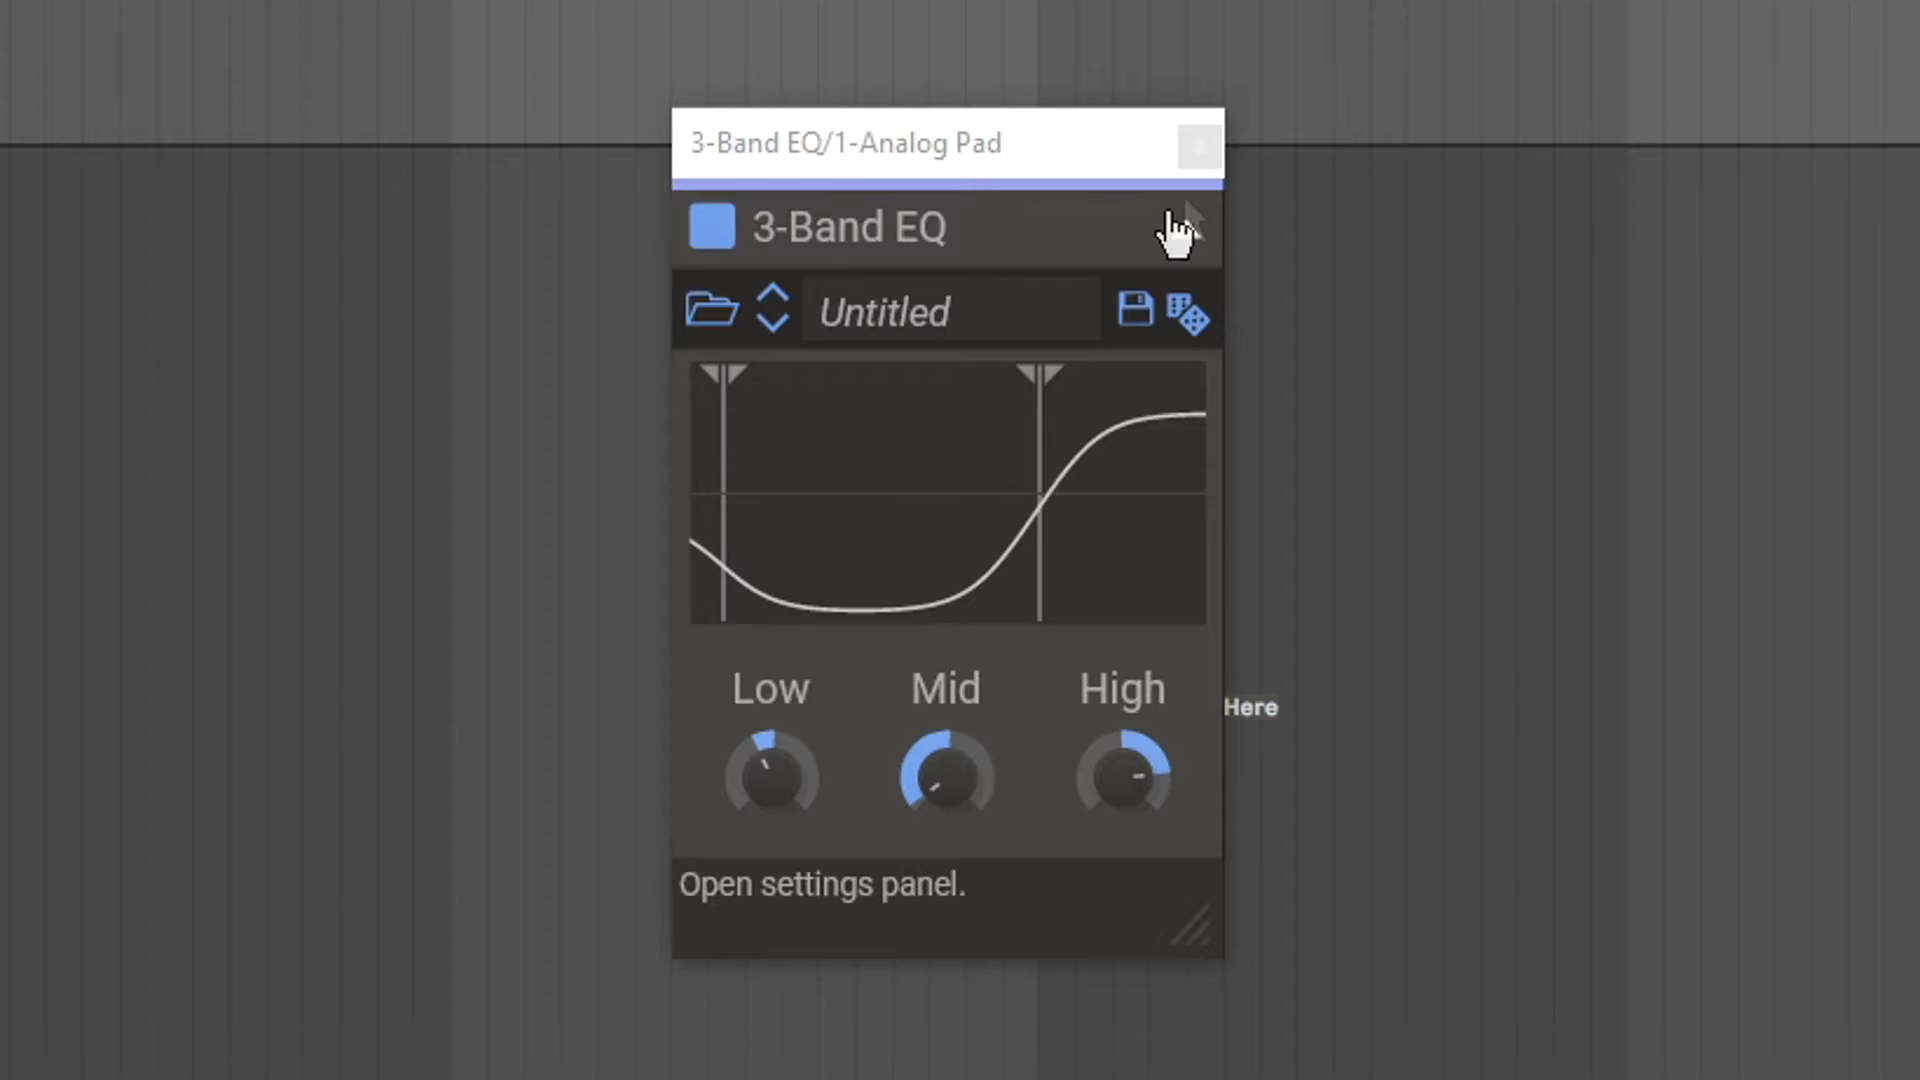 3-Band EQ/1-Analog Pad
3-Band EQ
Untitled
Low Mid High
Here
Open settings panel.